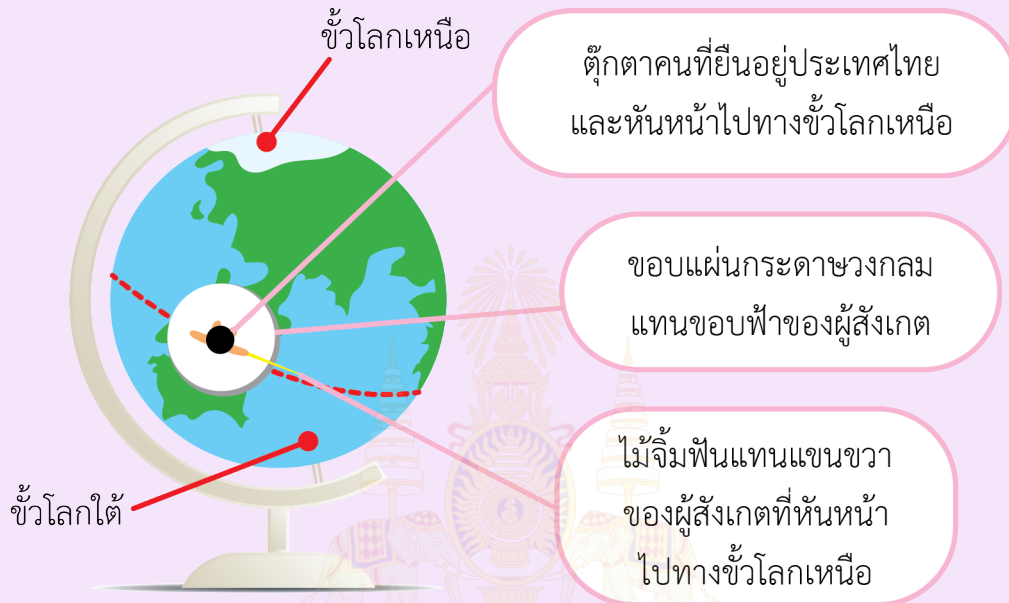 ขั้วโลกเหนือ
ตุ๊กตาคนที่ยืนอยู่ประเทศไทย
และหันหน้าไปทางขั้วโลกเหนือ
ขอบแผ่นกระดาษวงกลม
แทนขอบฟ้าของผู้สังเกต
ไม้จิ้มฟันแทนแขนขวา
ของผู้สังเกตที่หันหน้า
ไปทางขั้วโลกเหนือ
ขั้วโลกใต้